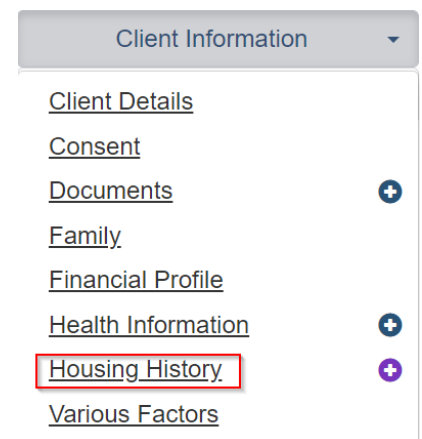 Client Information
Client Details
Consent
Documents
Family
Financial Profile
Health Information
Housing History
Various Factors